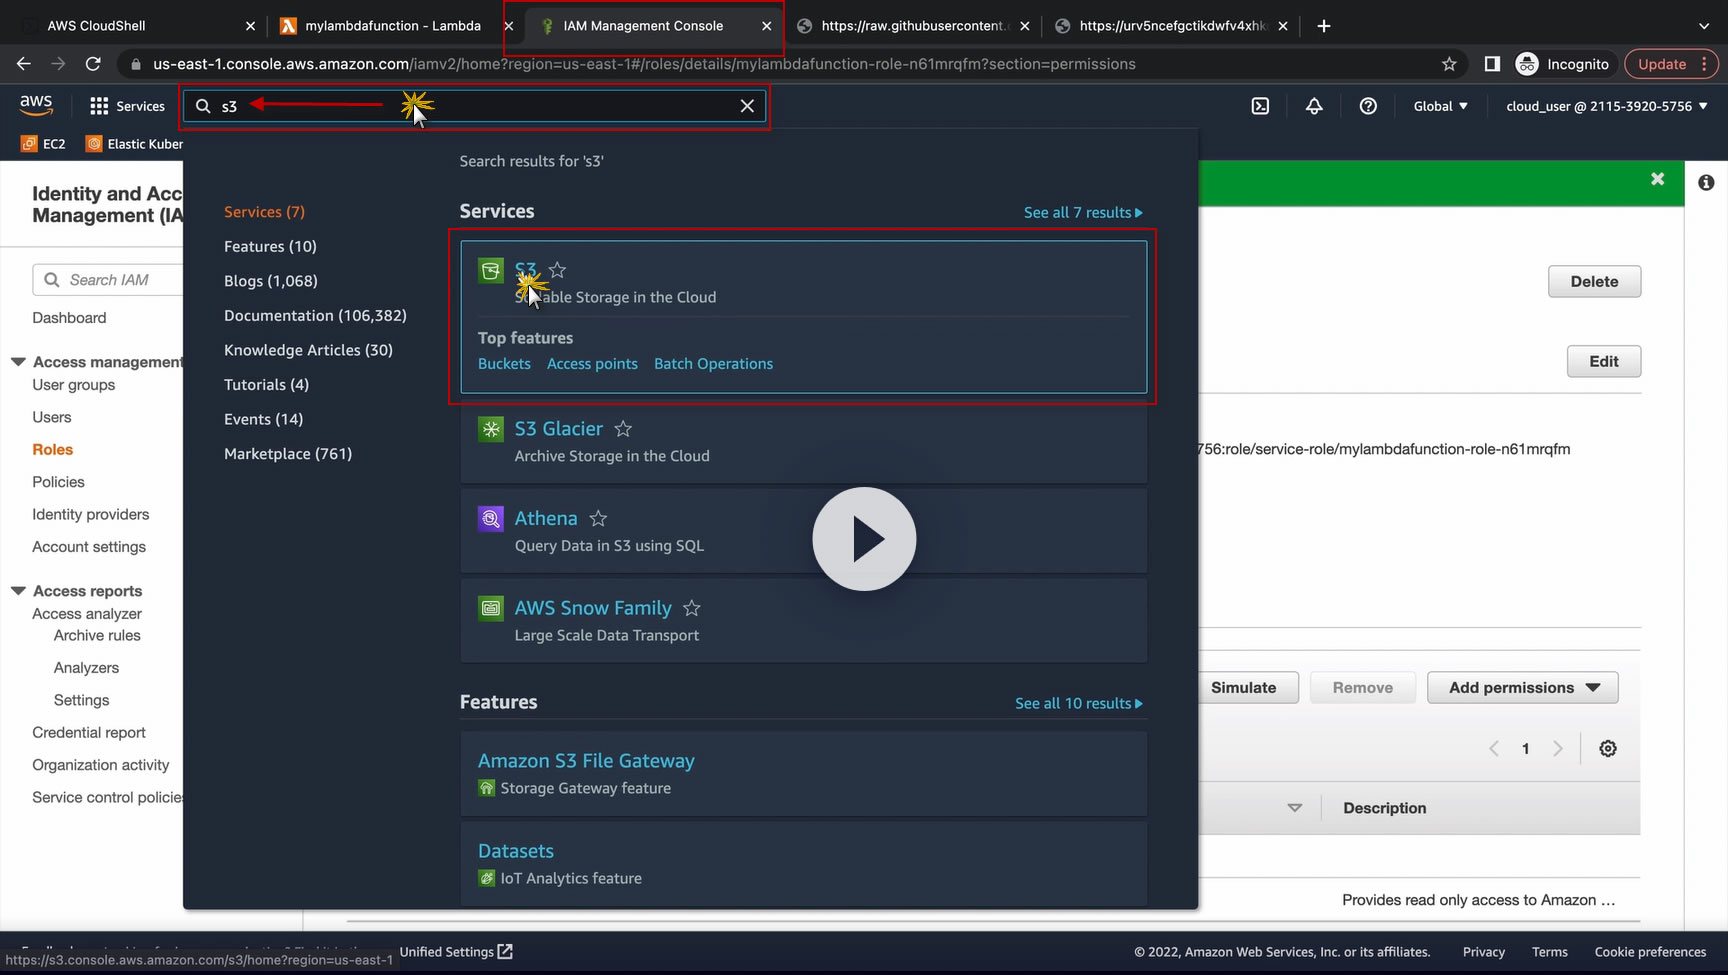 AWS CloudShell
mylambdafunction - Lambda
IAM Management Console
https://raw.githubusercontent.c
https://urv5ncefgctikdwfv4xhk
us-east-1.console.aws.amazon.com/iamv2/home?region=us-east-1#/roles/details/mylambdafunction-role-n61mrqfm?section=permissions
Incognito
Update
aws
Services
s3
Global
cloud_user @ 2115-3920-5756
EC2
Elastic Kuber
Identity and Acc
Management (IA
Search IAM
Dashboard
Access management
User groups
Users
Roles
Policies
Identity providers
Account settings
Access reports
Access analyzer
Archive rules
Analyzers
Settings
Credential report
Organization activity
Service control policies
Search results for 's3'
Services (7)
Features (10)
Blogs (1,068)
Documentation (106,382)
Knowledge Articles (30)
Tutorials (4)
Events (14)
Marketplace (761)
Services
See all 7 results
S3
Scalable Storage in the Cloud
Top features
Buckets
Access points
Batch Operations
S3 Glacier
Archive Storage in the Cloud
Athena
Query Data in S3 using SQL
AWS Snow Family
Large Scale Data Transport
Features
See all 10 results
Amazon S3 File Gateway
Storage Gateway feature
Datasets
IoT Analytics feature
Delete
Edit
756:role/service-role/mylambdafunction-role-n61mrqfm
Simulate
Remove
Add permissions
1
Description
Provides read only access to Amazon ...
https://s3.console.aws.amazon.com/s3/home?region=us-east-1
Unified Settings
© 2022, Amazon Web Services, Inc. or its affiliates.
Privacy
Terms
Cookie preferences